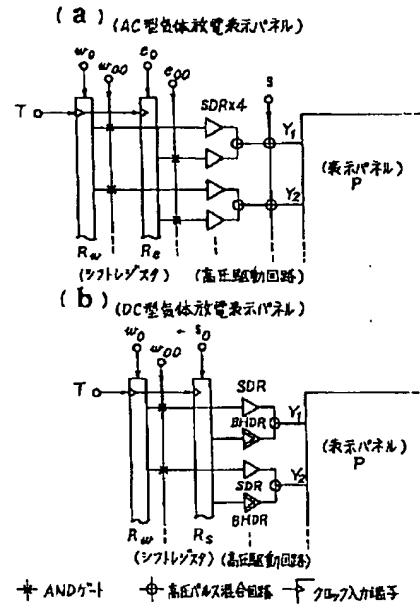 (a) (AC型気体放電表示パネル)
w₀ e₀
w₀₀ e₀₀ s
SDR×4
T
Y₁
(表示パネル)
P
Y₂
Rw Re
(シフトレジスタ) (高圧駆動回路)
(b) (DC型気体放電表示パネル)
w₀ s₀
w₀₀
T
SDR
Y₁
BHDR
(表示パネル)
P
Y₂
SDR
BHDR
Rw Rs
(シフトレジスタ) (高圧駆動回路)
ANDゲート 高圧パルス混合回路 クロック入力端子